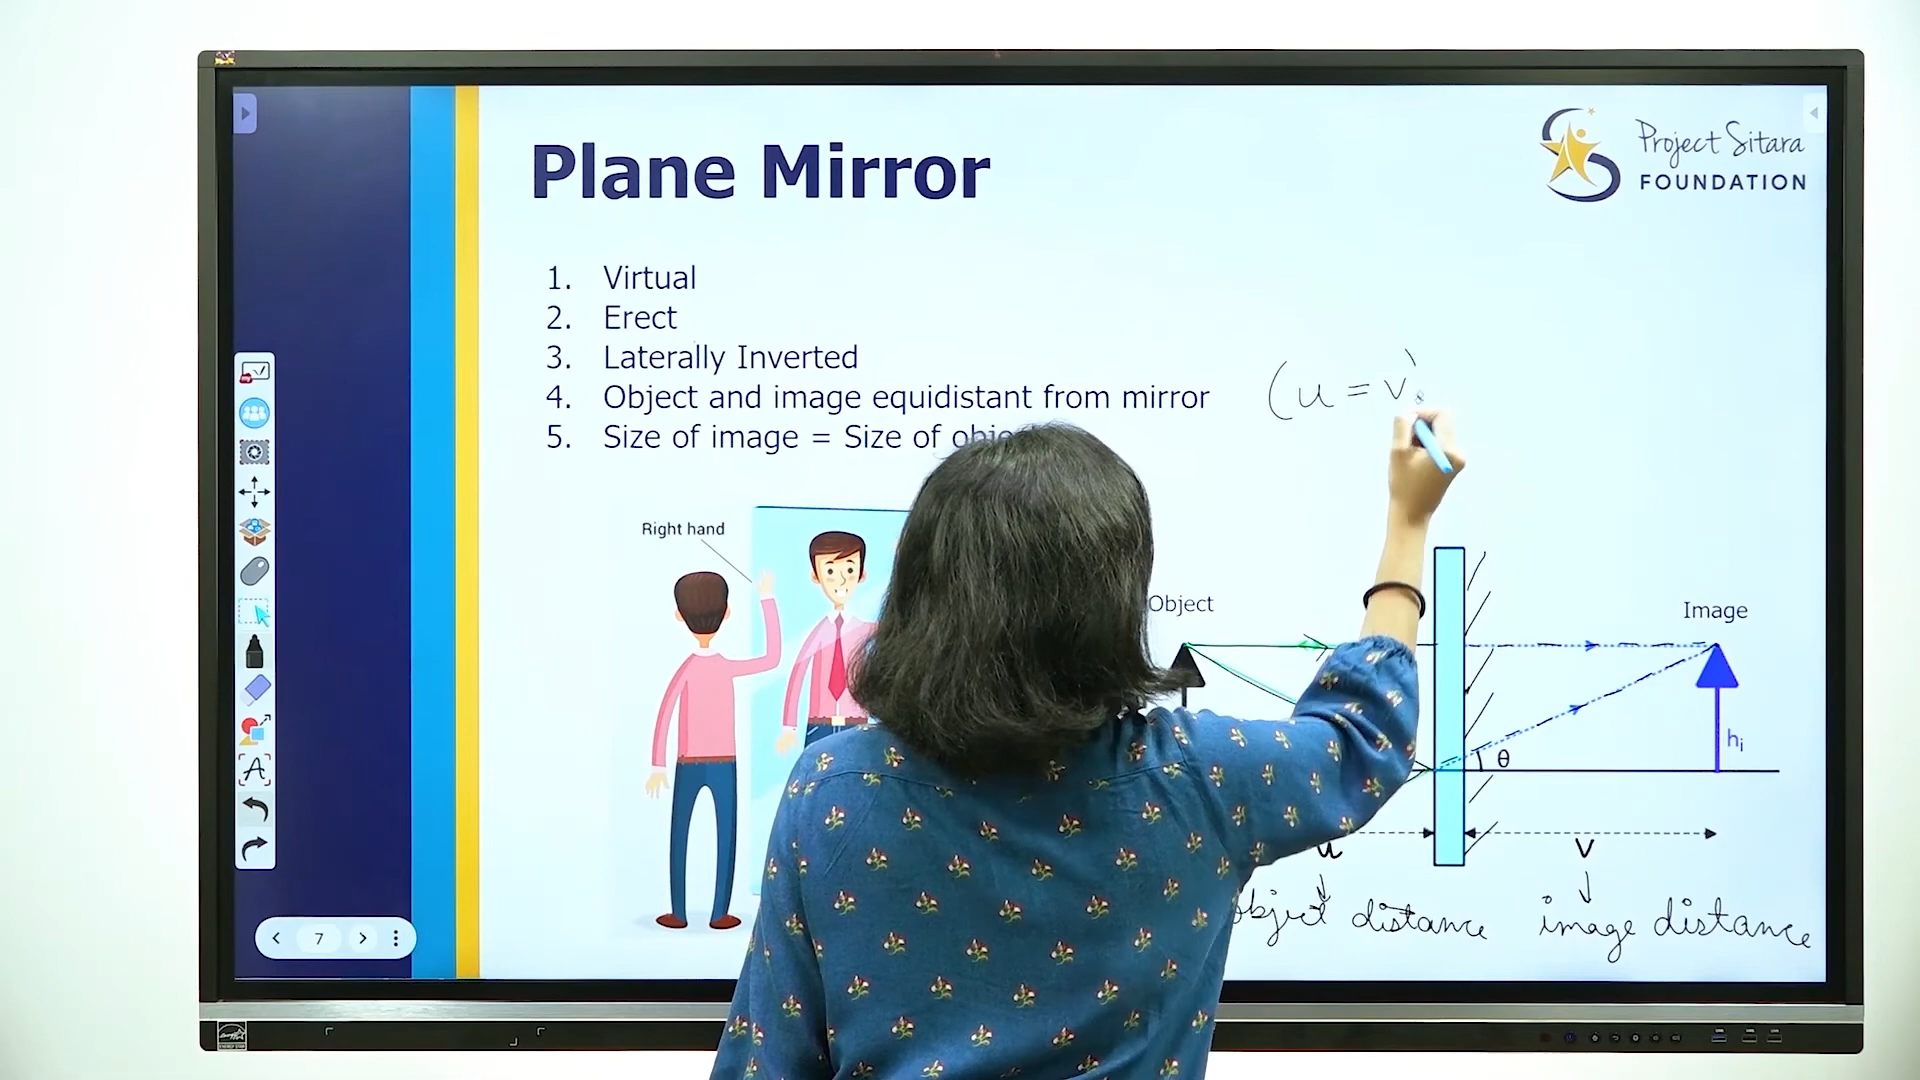 Plane Mirror
Project Sitara
FOUNDATION
1. Virtual
2. Erect
3. Laterally Inverted
4. Object and image equidistant from mirror
(u = v)
5. Size of image = Size of
Right hand
Object
Image
hi
θ
u
v
object distance
image distance
7